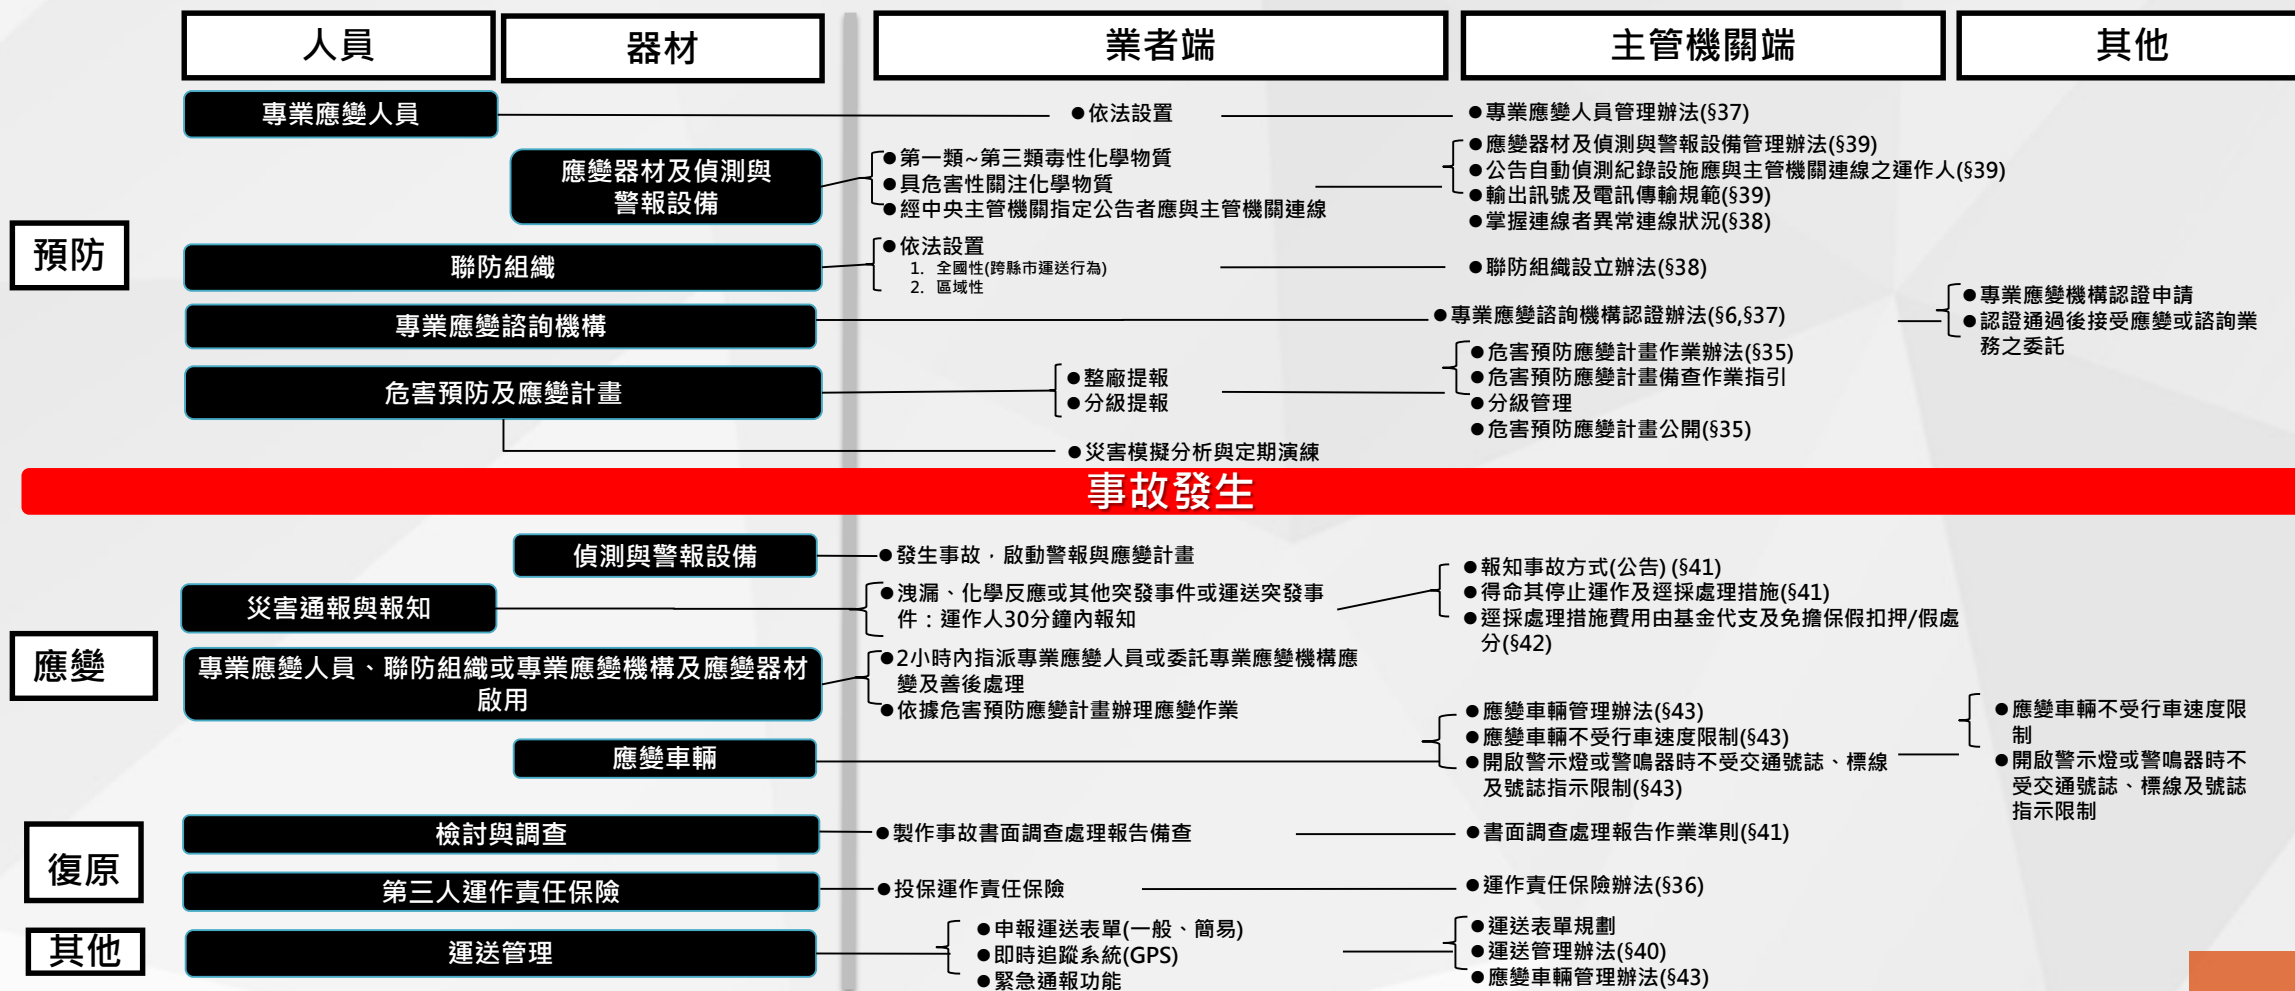 人員
器材
業者端
主管機關端
其他
預防
專業應變人員
●依法設置
●專業應變人員管理辦法(§37)
應變器材及偵測與
警報設備
●第一類~第三類毒性化學物質
●具危害性關注化學物質
●經中央主管機關指定公告者應與主管機關連線
●應變器材及偵測與警報設備管理辦法(§39)
●公告自動偵測紀錄設施應與主管機關連線之運作人(§39)
●輸出訊號及電訊傳輸規範(§39)
●掌握連線者異常連線狀況(§38)
聯防組織
●依法設置
1. 全國性(跨縣市運送行為)
2. 區域性
●聯防組織設立辦法(§38)
專業應變諮詢機構
●專業應變諮詢機構認證辦法(§6,§37)
●專業應變機構認證申請
●認證通過後接受應變或諮詢業
務之委託
危害預防及應變計畫
●整廠提報
●分級提報
●危害預防應變計畫作業辦法(§35)
●危害預防應變計畫備查作業指引
●分級管理
●危害預防應變計畫公開(§35)
●災害模擬分析與定期演練
事故發生
應變
偵測與警報設備
●發生事故，啟動警報與應變計畫
災害通報與報知
●洩漏、化學反應或其他突發事件或運送突發事
件：運作人30分鐘內報知
●報知事故方式(公告) (§41)
●得命其停止運作及逕採處理措施(§41)
●逕採處理措施費用由基金代支及免擔保假扣押/假處
分(§42)
專業應變人員、聯防組織或專業應變機構及應變器材
啟用
●2小時內指派專業應變人員或委託專業應變機構應
變及善後處理
●依據危害預防應變計畫辦理應變作業
應變車輛
●應變車輛管理辦法(§43)
●應變車輛不受行車速度限制(§43)
●開啟警示燈或警鳴器時不受交通號誌、標線
及號誌指示限制(§43)
●應變車輛不受行車速度限
制
●開啟警示燈或警鳴器時不
受交通號誌、標線及號誌
指示限制
復原
檢討與調查
●製作事故書面調查處理報告備查
●書面調查處理報告作業準則(§41)
第三人運作責任保險
●投保運作責任保險
●運作責任保險辦法(§36)
其他
運送管理
●申報運送表單(一般、簡易)
●即時追蹤系統(GPS)
●緊急通報功能
●運送表單規劃
●運送管理辦法(§40)
●應變車輛管理辦法(§43)